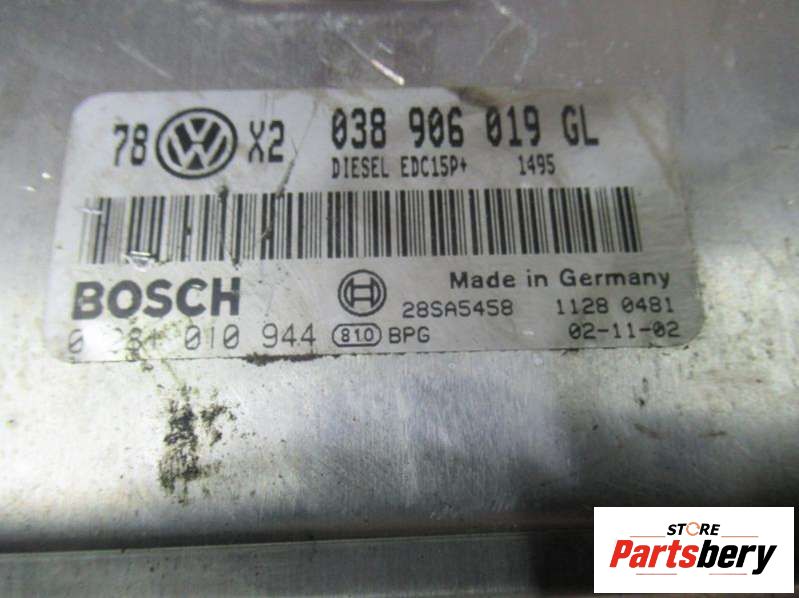 78 VW X2 038 906 019 GL
DIESEL EDC15P+ 1495
BOSCH Made in Germany
28SA5458 1128 0481
010 944 810 BPG 02-11-02
STORE
Partsbery